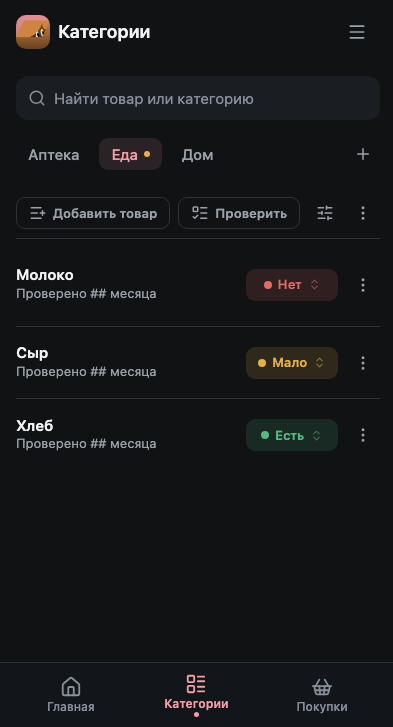 Категории
Найти товар или категорию
Аптека Еда Дом
Добавить товар Проверить
Молоко
Проверено ## месяца
Нет
Сыр
Проверено ## месяца
Мало
Хлеб
Проверено ## месяца
Есть
Главная Категории Покупки